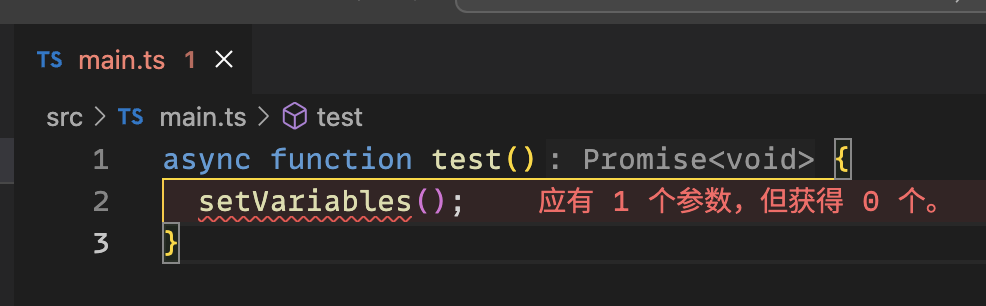 TS main.ts 1
src > TS main.ts > test
1 async function test(): Promise<void> {
2 setVariables(); 应有 1 个参数，但获得 0 个。
3 }